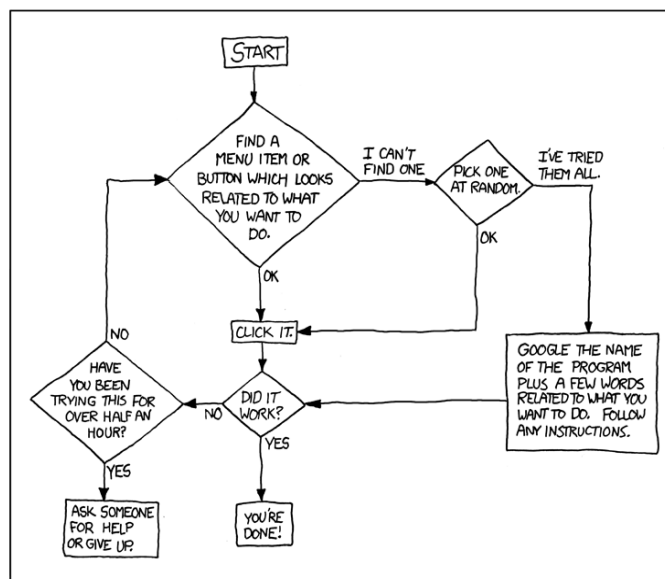 START
FIND A
MENU ITEM OR
BUTTON WHICH LOOKS
RELATED TO WHAT
YOU WANT TO
DO.
I CAN'T
FIND ONE
PICK ONE
AT RANDOM.
I'VE TRIED
THEM ALL.
OK
OK
CLICK IT.
NO
GOOGLE THE NAME
OF THE PROGRAM
PLUS A FEW WORDS
RELATED TO WHAT YOU
WANT TO DO. FOLLOW
ANY INSTRUCTIONS.
HAVE
YOU BEEN
TRYING THIS FOR
OVER HALF AN
HOUR?
NO
DID IT
WORK?
YES
YES
ASK SOMEONE
FOR HELP
OR GIVE UP.
YOU'RE
DONE!